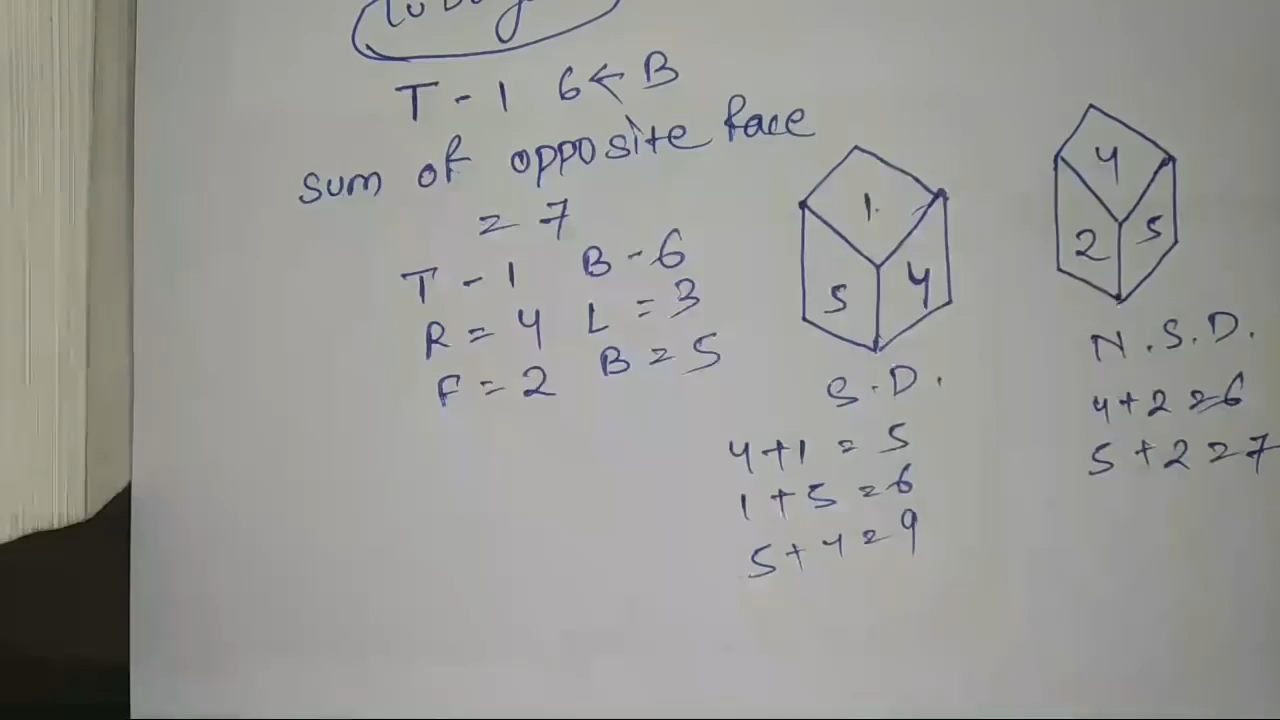 T - 1 6 ← B
sum of opposite face
= 7
T - 1 B - 6
R = 4 L = 3
F = 2 B = 5
1.
5 4
S.D.
4+1 = 5
1+5 = 6
5+4 = 9
4
2 5
N.S.D.
4+2 = 6
5+2 = 7